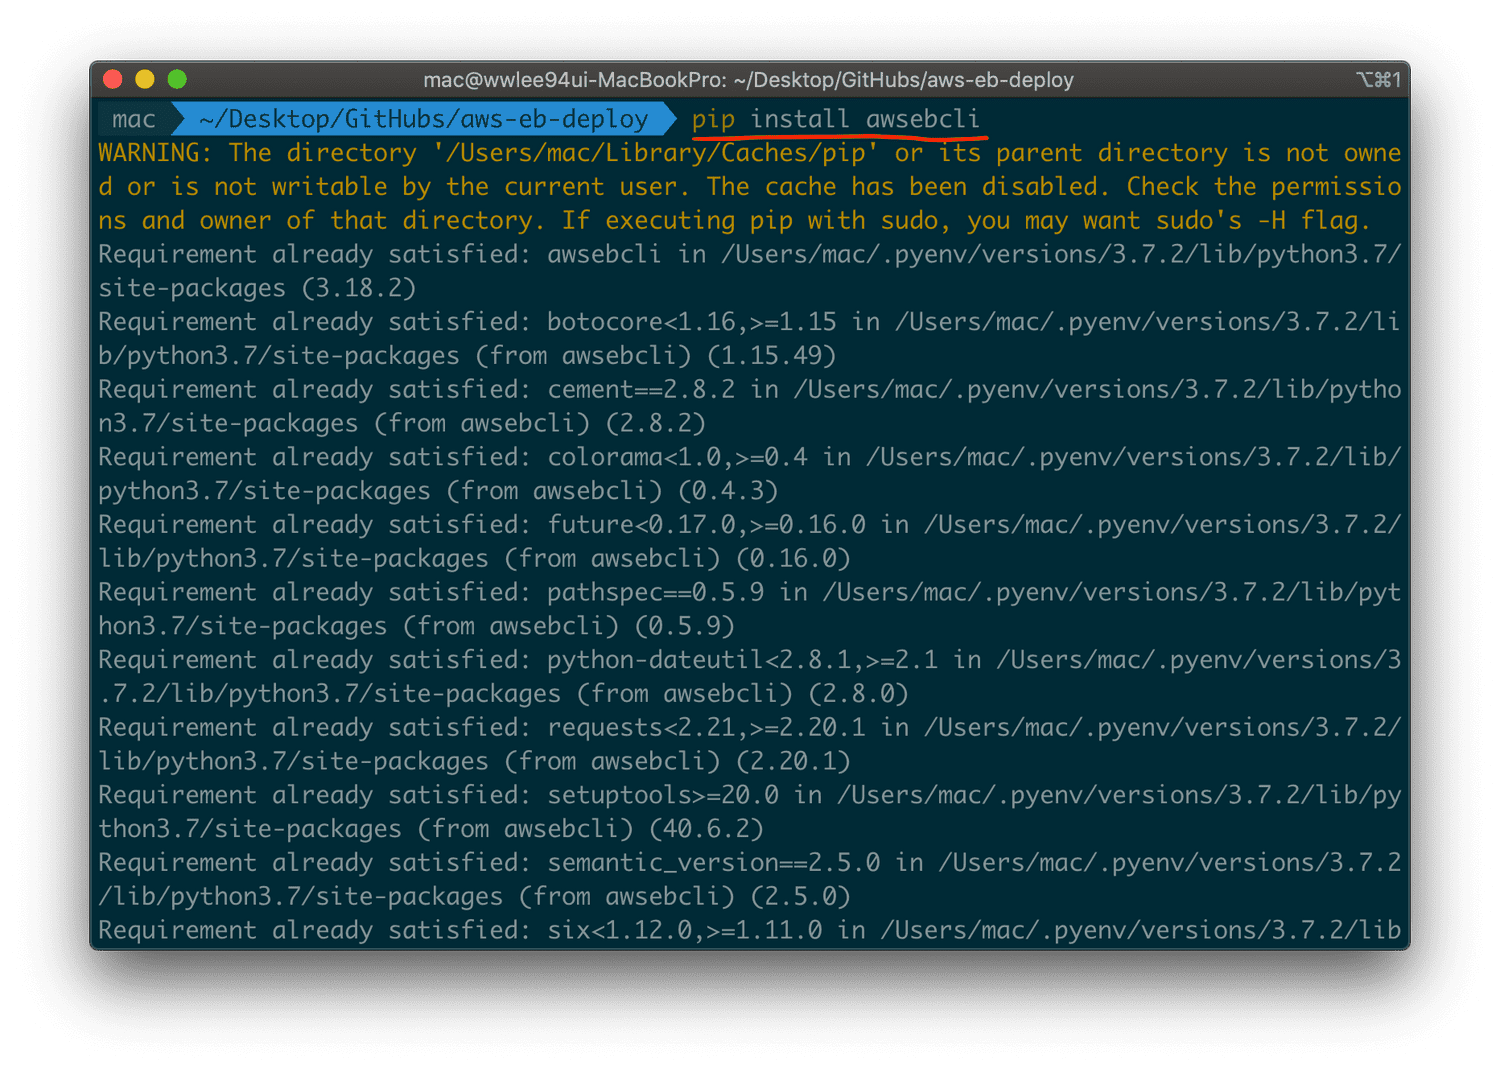 mac@wwlee94ui-MacBookPro: ~/Desktop/GitHubs/aws-eb-deploy ⌥⌘1
mac ~/Desktop/GitHubs/aws-eb-deploy pip install awsebcli
WARNING: The directory '/Users/mac/Library/Caches/pip' or its parent directory is not owne
d or is not writable by the current user. The cache has been disabled. Check the permissio
ns and owner of that directory. If executing pip with sudo, you may want sudo's -H flag.
Requirement already satisfied: awsebcli in /Users/mac/.pyenv/versions/3.7.2/lib/python3.7/
site-packages (3.18.2)
Requirement already satisfied: botocore<1.16,>=1.15 in /Users/mac/.pyenv/versions/3.7.2/li
b/python3.7/site-packages (from awsebcli) (1.15.49)
Requirement already satisfied: cement==2.8.2 in /Users/mac/.pyenv/versions/3.7.2/lib/pytho
n3.7/site-packages (from awsebcli) (2.8.2)
Requirement already satisfied: colorama<1.0,>=0.4 in /Users/mac/.pyenv/versions/3.7.2/lib/
python3.7/site-packages (from awsebcli) (0.4.3)
Requirement already satisfied: future<0.17.0,>=0.16.0 in /Users/mac/.pyenv/versions/3.7.2/
lib/python3.7/site-packages (from awsebcli) (0.16.0)
Requirement already satisfied: pathspec==0.5.9 in /Users/mac/.pyenv/versions/3.7.2/lib/pyt
hon3.7/site-packages (from awsebcli) (0.5.9)
Requirement already satisfied: python-dateutil<2.8.1,>=2.1 in /Users/mac/.pyenv/versions/3
.7.2/lib/python3.7/site-packages (from awsebcli) (2.8.0)
Requirement already satisfied: requests<2.21,>=2.20.1 in /Users/mac/.pyenv/versions/3.7.2/
lib/python3.7/site-packages (from awsebcli) (2.20.1)
Requirement already satisfied: setuptools>=20.0 in /Users/mac/.pyenv/versions/3.7.2/lib/py
thon3.7/site-packages (from awsebcli) (40.6.2)
Requirement already satisfied: semantic_version==2.5.0 in /Users/mac/.pyenv/versions/3.7.2
/lib/python3.7/site-packages (from awsebcli) (2.5.0)
Requirement already satisfied: six<1.12.0,>=1.11.0 in /Users/mac/.pyenv/versions/3.7.2/lib